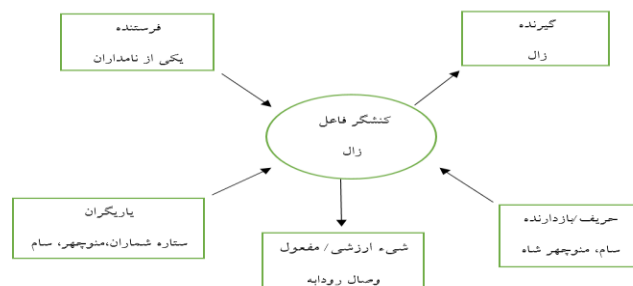 گیرنده
زال
فرستنده
یکی از نامداران
کنشگر فاعل
زال
حریف/بازدارنده
سام، منوچهر شاه
شیء ارزشی/ مفعول
وصال رودابه
یاریگران
ستاره شماران،منوچهر، سام